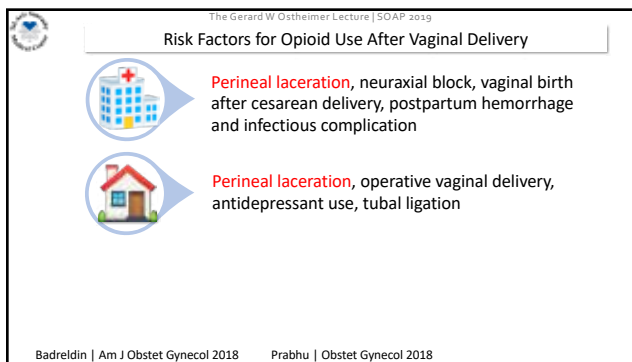 The Gerard W Ostheimer Lecture | SOAP 2019
Risk Factors for Opioid Use After Vaginal Delivery
Perineal laceration, neuraxial block, vaginal birth
after cesarean delivery, postpartum hemorrhage
and infectious complication
Perineal laceration, operative vaginal delivery,
antidepressant use, tubal ligation
Badreldin | Am J Obstet Gynecol 2018 Prabhu | Obstet Gynecol 2018